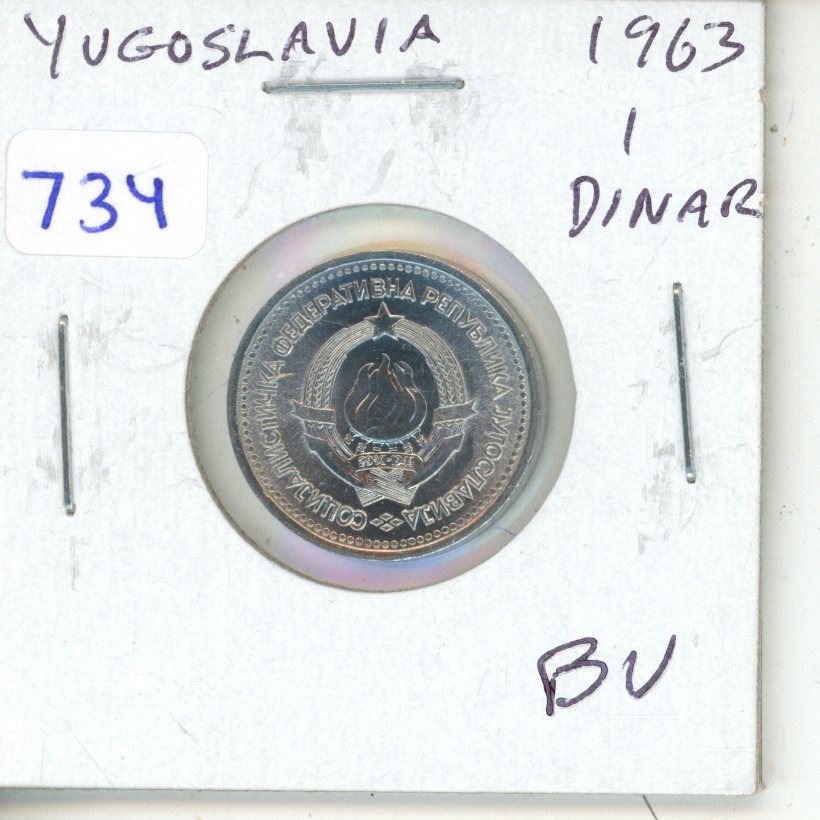 YUGOSLAVIA 1963
1
DINAR
734
СОЦИЈАЛИСТИЧКА ФЕДЕРАТИВНА РЕПУБЛИКА ЈУГОСЛАВИЈА
BU